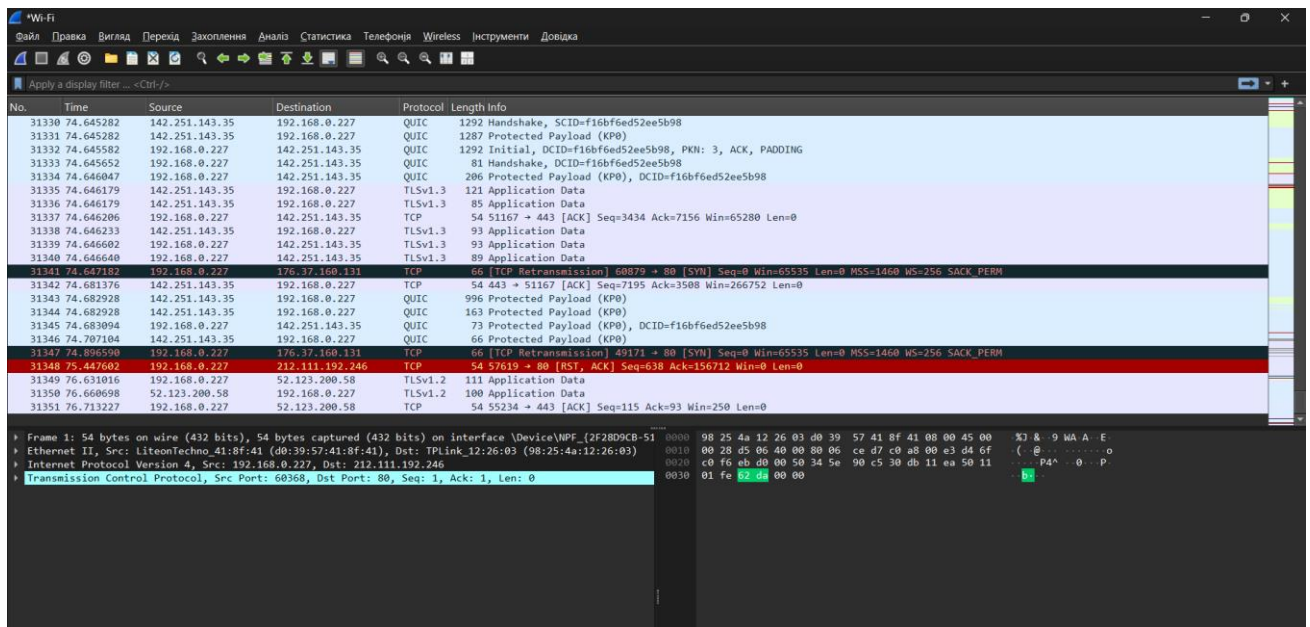 *Wi-Fi
Файл Правка Вигляд Перехід Захоплення Аналіз Статистика Телефонія Wireless Інструменти Довідка
Apply a display filter ... <Ctrl-/>
No. Time Source Destination Protocol Length Info
31330 74.645282 142.251.143.35 192.168.0.227 QUIC 1292 Handshake, SCID=f16bf6ed52ee5b98
31331 74.645282 142.251.143.35 192.168.0.227 QUIC 1287 Protected Payload (KP0)
31332 74.645582 192.168.0.227 142.251.143.35 QUIC 1292 Initial, DCID=f16bf6ed52ee5b98, PKN: 3, ACK, PADDING
31333 74.645652 192.168.0.227 142.251.143.35 QUIC 81 Handshake, DCID=f16bf6ed52ee5b98
31334 74.646047 192.168.0.227 142.251.143.35 QUIC 206 Protected Payload (KP0), DCID=f16bf6ed52ee5b98
31335 74.646179 142.251.143.35 192.168.0.227 TLSv1.3 121 Application Data
31336 74.646179 142.251.143.35 192.168.0.227 TLSv1.3 85 Application Data
31337 74.646206 192.168.0.227 142.251.143.35 TCP 54 51167 → 443 [ACK] Seq=3434 Ack=7156 Win=65280 Len=0
31338 74.646233 192.168.0.227 142.251.143.35 TLSv1.3 93 Application Data
31339 74.646602 192.168.0.227 142.251.143.35 TLSv1.3 93 Application Data
31340 74.646640 192.168.0.227 142.251.143.35 TLSv1.3 89 Application Data
31341 74.647182 192.168.0.227 176.37.160.131 TCP 66 [TCP Retransmission] 60879 → 80 [SYN] Seq=0 Win=65535 Len=0 MSS=1460 WS=256 SACK_PERM
31342 74.681376 142.251.143.35 192.168.0.227 TCP 54 443 → 51167 [ACK] Seq=7195 Ack=3508 Win=266752 Len=0
31343 74.682928 142.251.143.35 192.168.0.227 QUIC 996 Protected Payload (KP0)
31344 74.682928 142.251.143.35 192.168.0.227 QUIC 163 Protected Payload (KP0)
31345 74.683094 192.168.0.227 142.251.143.35 QUIC 73 Protected Payload (KP0), DCID=f16bf6ed52ee5b98
31346 74.707104 142.251.143.35 192.168.0.227 QUIC 66 Protected Payload (KP0)
31347 74.896590 192.168.0.227 176.37.160.131 TCP 66 [TCP Retransmission] 49171 → 80 [SYN] Seq=0 Win=65535 Len=0 MSS=1460 WS=256 SACK_PERM
31348 75.447602 192.168.0.227 212.111.192.246 TCP 54 57619 → 80 [RST, ACK] Seq=638 Ack=156712 Win=0 Len=0
31349 76.631016 192.168.0.227 52.123.200.58 TLSv1.2 111 Application Data
31350 76.660698 52.123.200.58 192.168.0.227 TLSv1.2 100 Application Data
31351 76.713227 192.168.0.227 52.123.200.58 TCP 54 55234 → 443 [ACK] Seq=115 Ack=93 Win=250 Len=0
Frame 1: 54 bytes on wire (432 bits), 54 bytes captured (432 bits) on interface \Device\NPF_{2F28D9CB-51
Ethernet II, Src: LiteonTechno_41:8f:41 (d0:39:57:41:8f:41), Dst: TPLink_12:26:03 (98:25:4a:12:26:03)
Internet Protocol Version 4, Src: 192.168.0.227, Dst: 212.111.192.246
Transmission Control Protocol, Src Port: 60368, Dst Port: 80, Seq: 1, Ack: 1, Len: 0
0000 98 25 4a 12 26 03 d0 39 57 41 8f 41 08 00 45 00 ·%J·&··9 WA·A··E·
0010 00 28 d5 06 40 00 80 06 ce d7 c0 a8 00 e3 d4 6f ·(··@··· ·······o
0020 c0 f6 eb d0 00 50 34 5e 90 c5 30 db 11 ea 50 11 ·····P4^ ··0···P·
0030 01 fe 62 da 00 00 ··b···